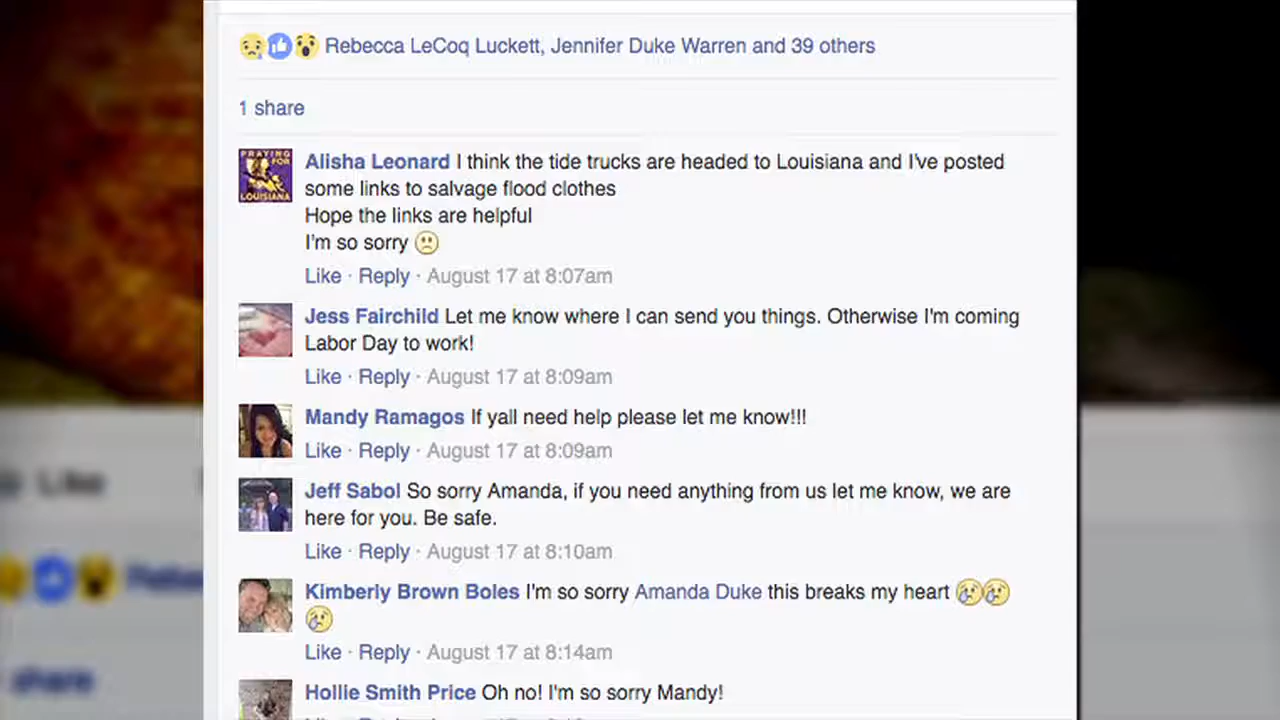 Rebecca LeCoq Luckett, Jennifer Duke Warren and 39 others
1 share
PRAYING
FOR
LOUISIANA
Alisha Leonard I think the tide trucks are headed to Louisiana and I've posted
some links to salvage flood clothes
Hope the links are helpful
I'm so sorry
Like · Reply · August 17 at 8:07am
Jess Fairchild Let me know where I can send you things. Otherwise I'm coming
Labor Day to work!
Like · Reply · August 17 at 8:09am
Mandy Ramagos If yall need help please let me know!!!
Like · Reply · August 17 at 8:09am
Jeff Sabol So sorry Amanda, if you need anything from us let me know, we are
here for you. Be safe.
Like · Reply · August 17 at 8:10am
Kimberly Brown Boles I'm so sorry Amanda Duke this breaks my heart
Like · Reply · August 17 at 8:14am
Hollie Smith Price Oh no! I'm so sorry Mandy!
Like
share